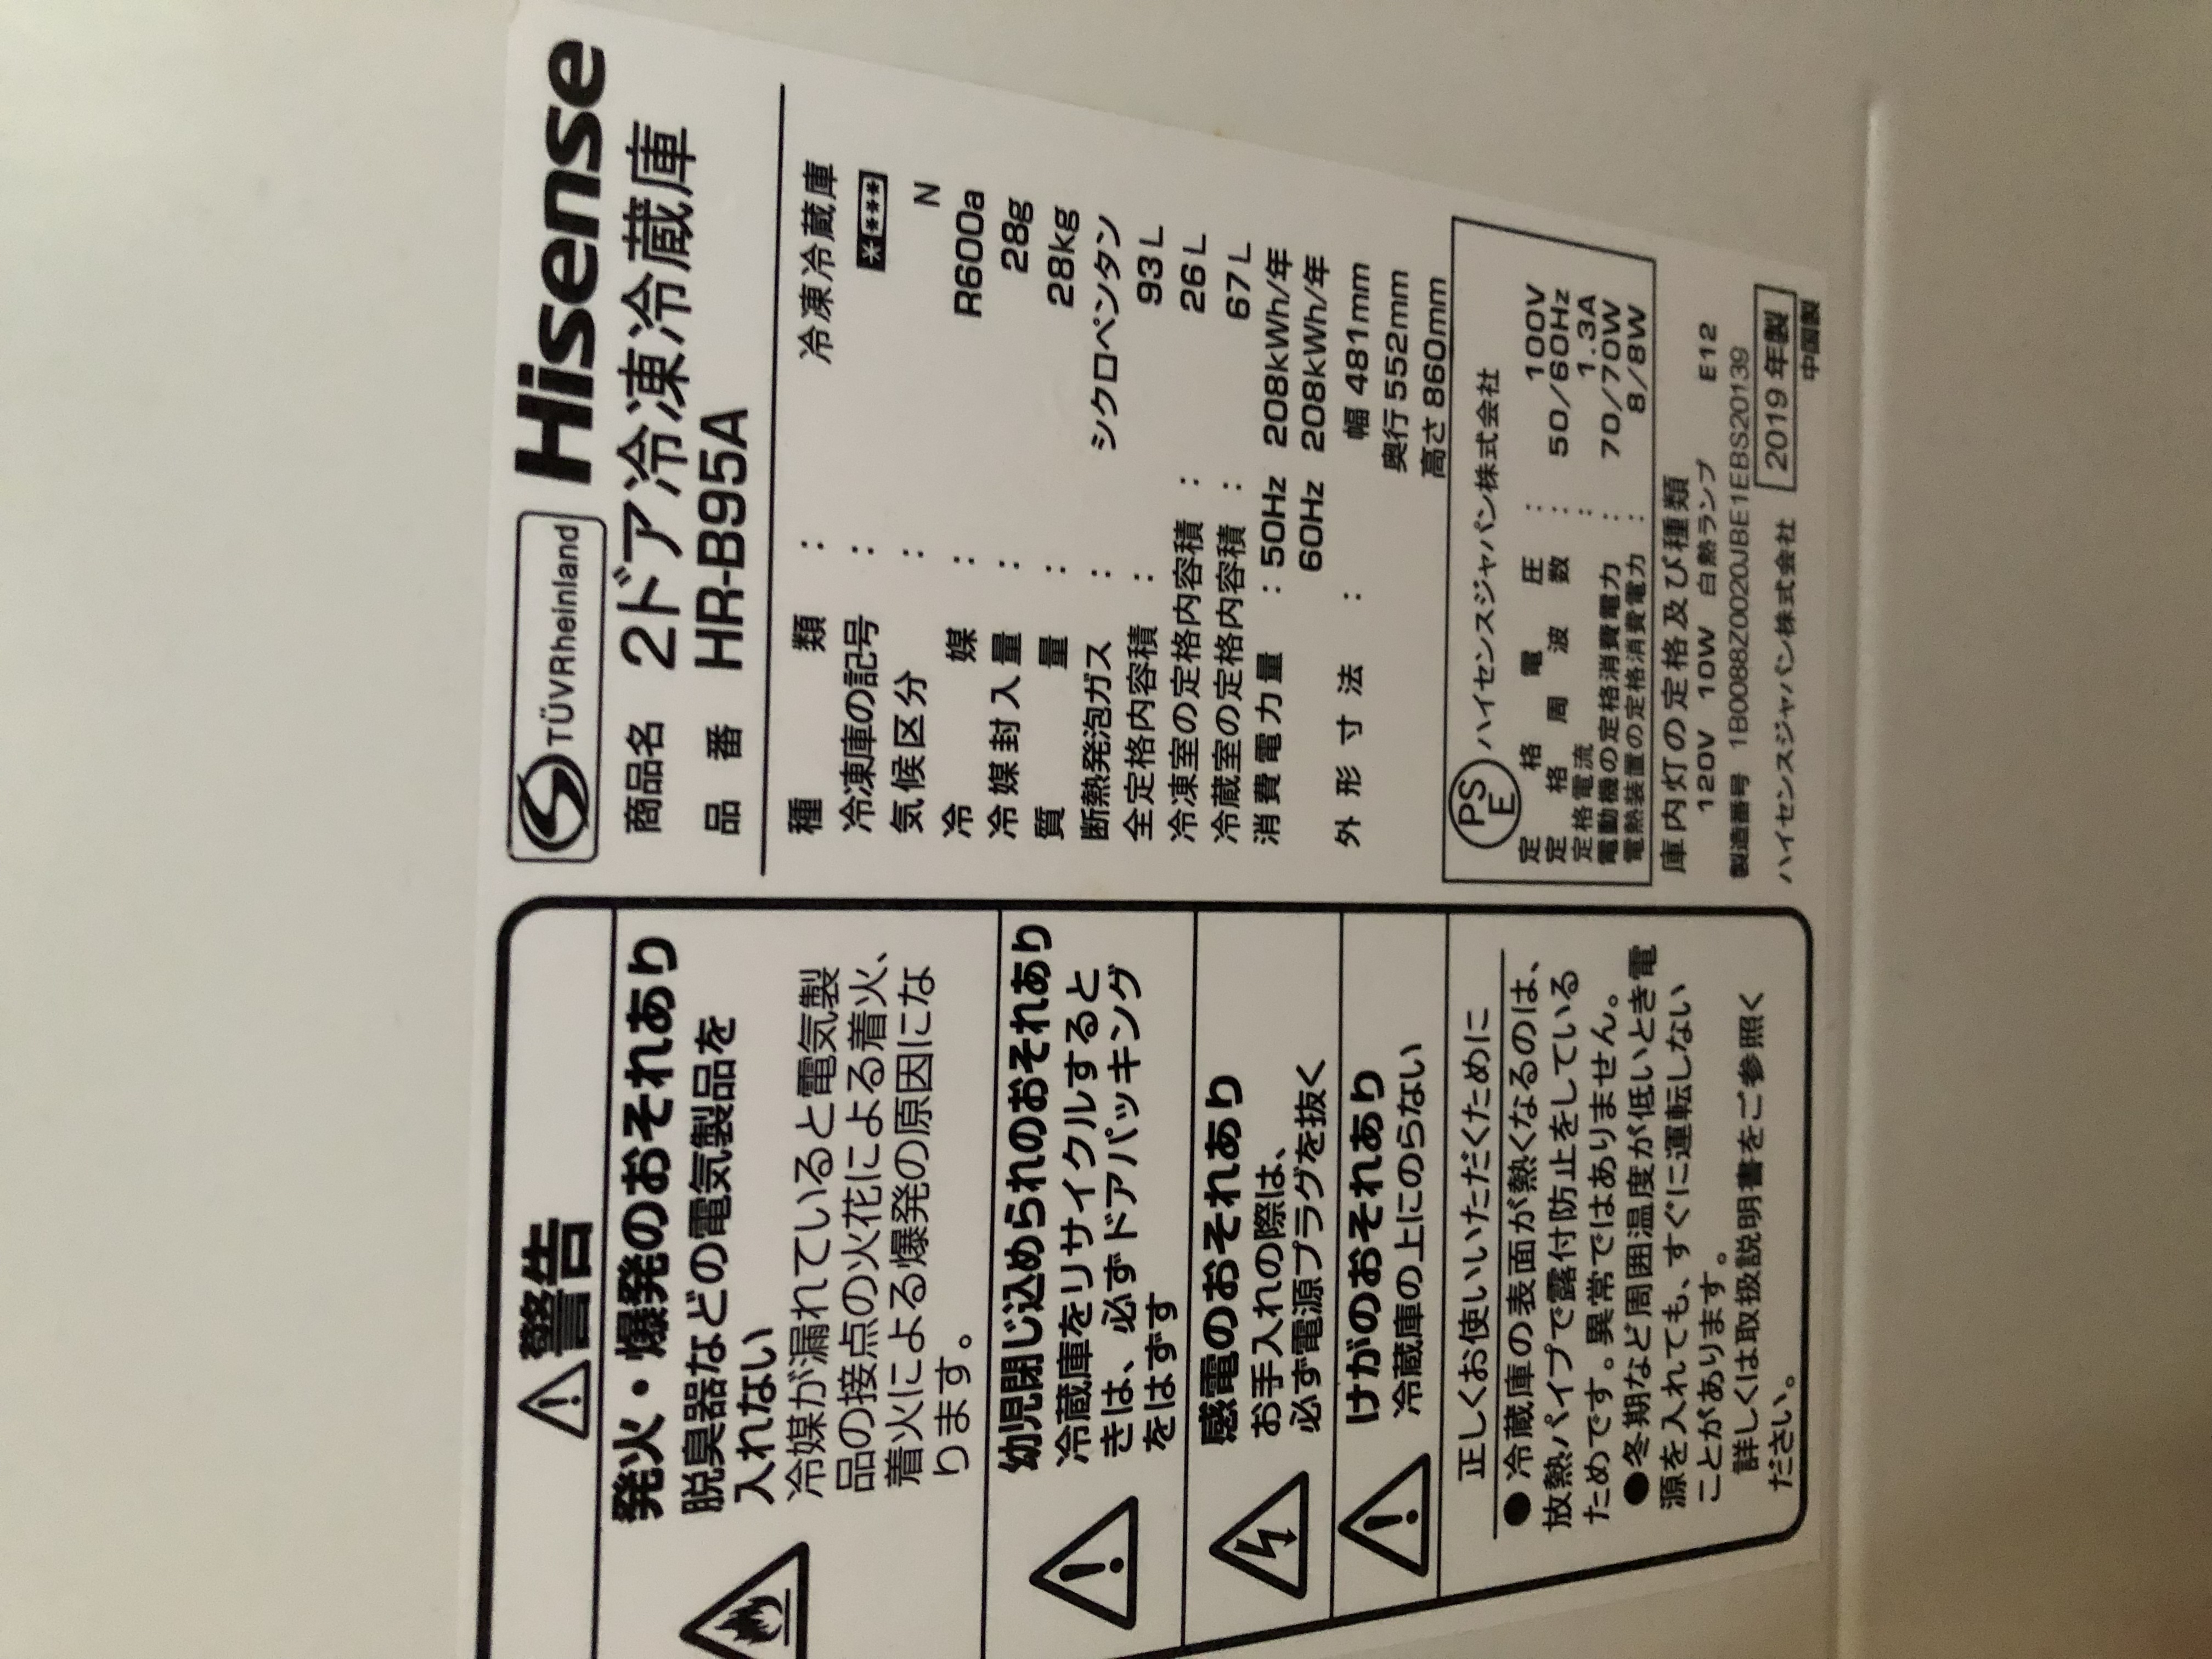 ⚠警告
発火・爆発のおそれあり
脱臭器などの電気製品を
入れない
冷媒が漏れていると電気製
品の接点の火花による着火、
着火による爆発の原因にな
ります。
幼児閉じ込められのおそれあり
冷蔵庫をリサイクルすると
きは、必ずドアパッキング
をはずす
感電のおそれあり
お手入れの際は、
必ず電源プラグを抜く
けがのおそれあり
冷蔵庫の上にのらない
正しくお使いいただくために
●冷蔵庫の表面が熱くなるのは、
放熱パイプで露付防止をしている
ためです。異常ではありません。
●冬期など周囲温度が低いとき電
源を入れても、すぐに運転しない
ことがあります。
詳しくは取扱説明書をご参照く
ださい。
TÜVRheinland Hisense
商品名 2ドア冷凍冷蔵庫
品番 HR-B95A
種類 : 冷凍冷蔵庫
冷凍庫の記号 : ****
気候区分 : N
冷媒 : R600a
冷媒封入量 : 28g
質量 : 28kg
断熱発泡ガス : シクロペンタン
全定格内容積 : 93L
冷凍室の定格内容積 : 26L
冷蔵室の定格内容積 : 67L
消費電力量 : 50Hz 208kWh/年
60Hz 208kWh/年
外形寸法 : 幅 481mm
奥行 552mm
高さ 860mm
PSE ハイセンスジャパン株式会社
定格電圧 : 100V
定格周波数 : 50/60Hz
定格電流 : 1.3A
電動機の定格消費電力 : 70/70W
電熱装置の定格消費電力 : 8/8W
庫内灯の定格及び種類
120V 10W 白熱ランプ E12
製造番号 1B0088Z0020JBE1EBS20139
ハイセンスジャパン株式会社 2019年製
中国製